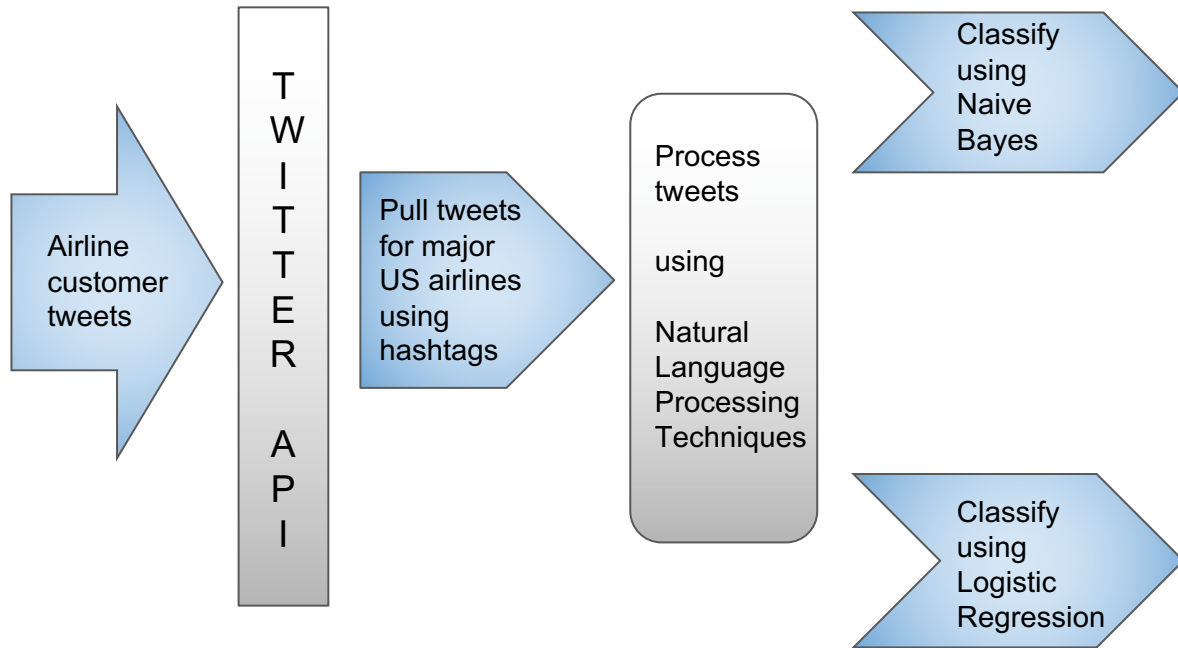 Airline
customer
tweets
T
W
I
T
T
E
R
A
P
I
Pull tweets
for major
US airlines
using
hashtags
Process
tweets
using
Natural
Language
Processing
Techniques
Classify
using
Naive
Bayes
Classify
using
Logistic
Regression